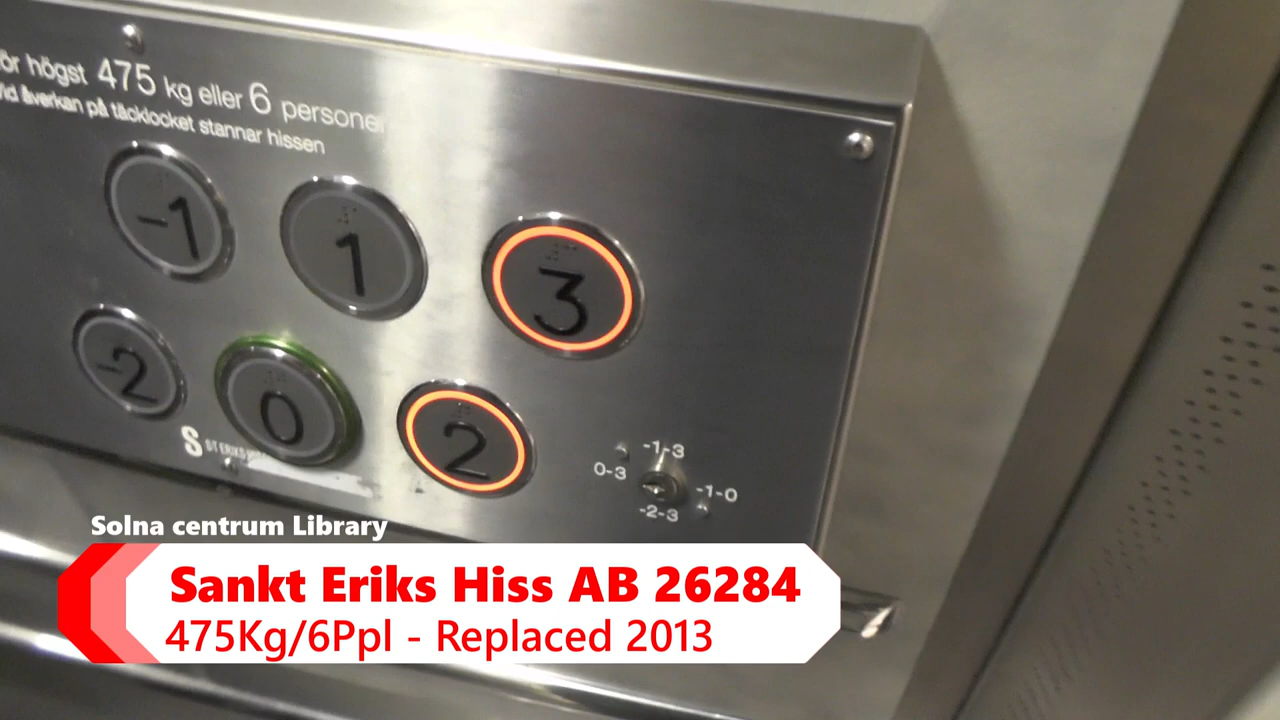 ör högst 475 kg eller 6 personer
Vid åverkan på täcklocket stannar hissen
-1
1
3
-2
0
2
S ST ERIKS
-1-3
0-3
-1-0
-2-3
Solna centrum Library
Sankt Eriks Hiss AB 26284
475Kg/6Ppl - Replaced 2013